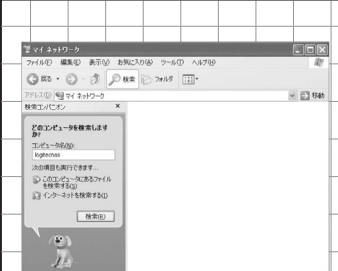 マイ ネットワーク
ファイル(F) 編集(E) 表示(V) お気に入り(A) ツール(T) ヘルプ(H)
戻る 検索 フォルダ
アドレス(D) マイ ネットワーク 移動
検索コンパニオン ×
どのコンピュータを検索します
か?
コンピュータ名(N):
logitecnas
次の項目も実行できます...
このコンピュータにあるファイル
を検索する(S)
インターネットを検索する(I)
検索(R)